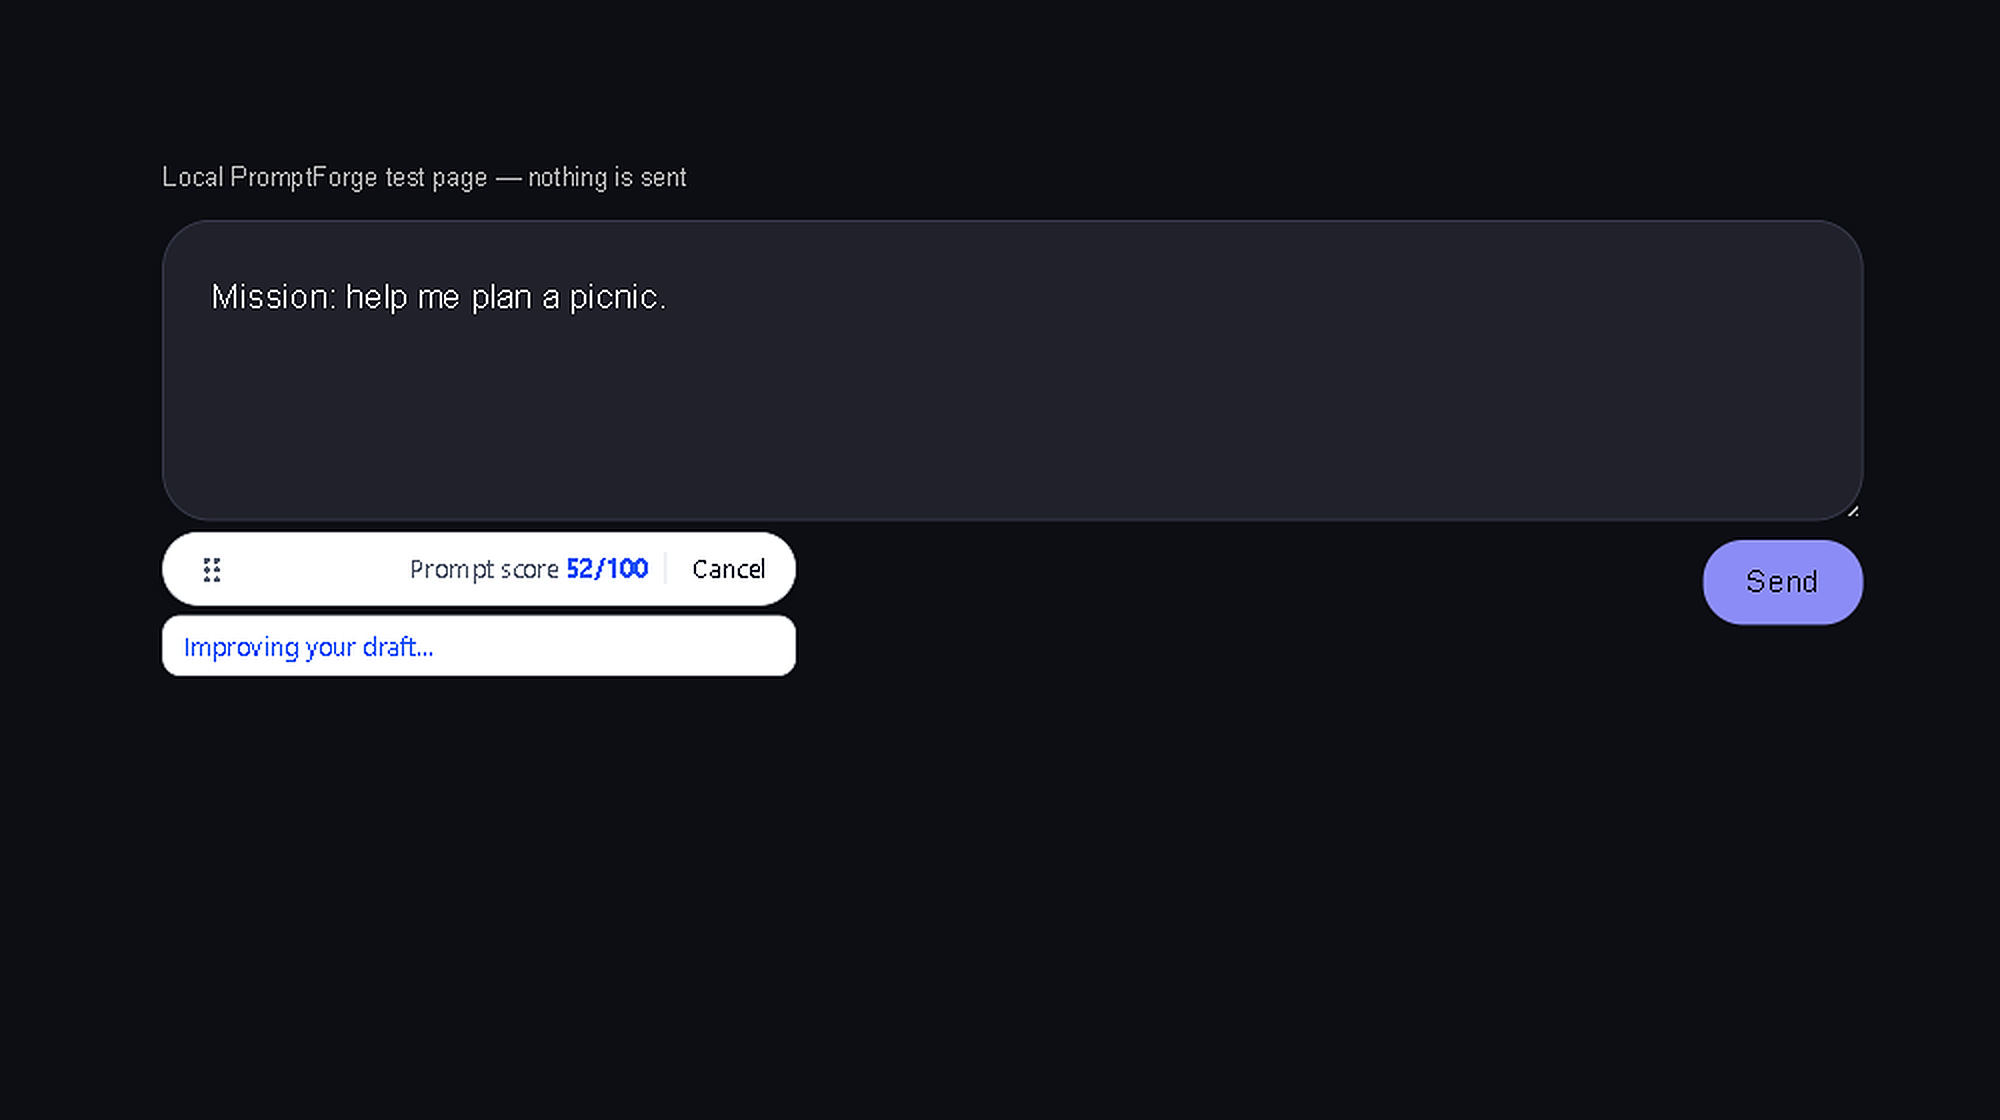 Local PromptForge test page — nothing is sent
Mission: help me plan a picnic.
Prompt score 52/100 Cancel
Send
Improving your draft...